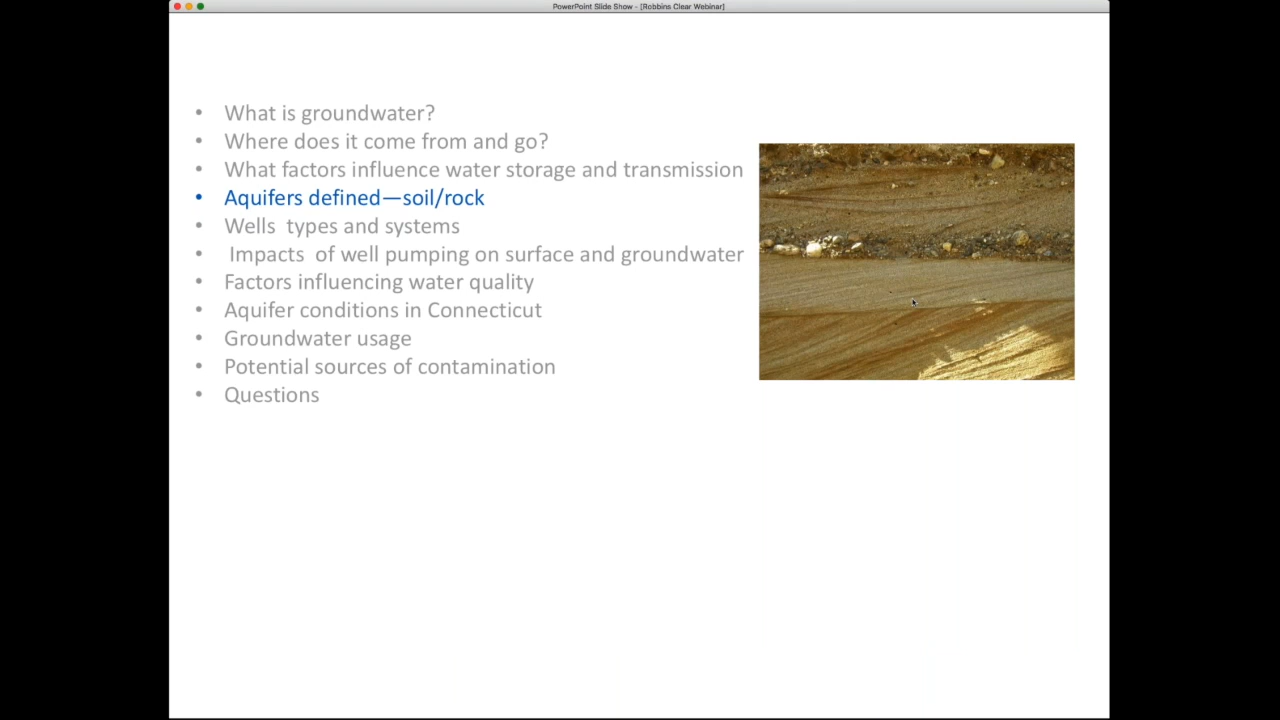 PowerPoint Slide Show - [Robbins Clear Webinar]
• What is groundwater?
• Where does it come from and go?
• What factors influence water storage and transmission
• Aquifers defined—soil/rock
• Wells  types and systems
•  Impacts  of well pumping on surface and groundwater
• Factors influencing water quality
• Aquifer conditions in Connecticut
• Groundwater usage
• Potential sources of contamination
• Questions